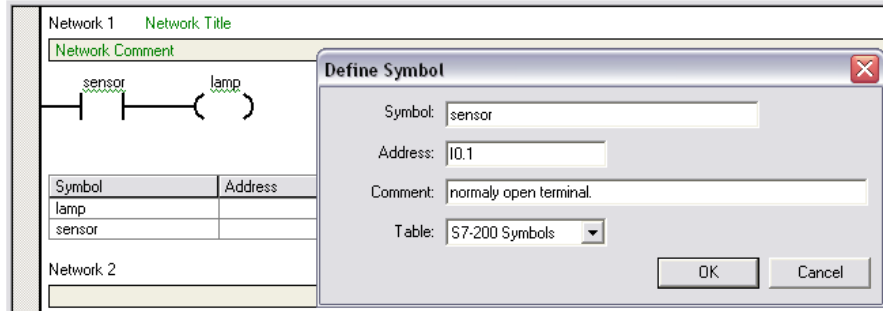 Network 1 Network Title
Network Comment
sensor lamp
Symbol Address
lamp
sensor
Network 2
Define Symbol
Symbol: sensor
Address: I0.1
Comment: normaly open terminal.
Table: S7-200 Symbols
OK Cancel